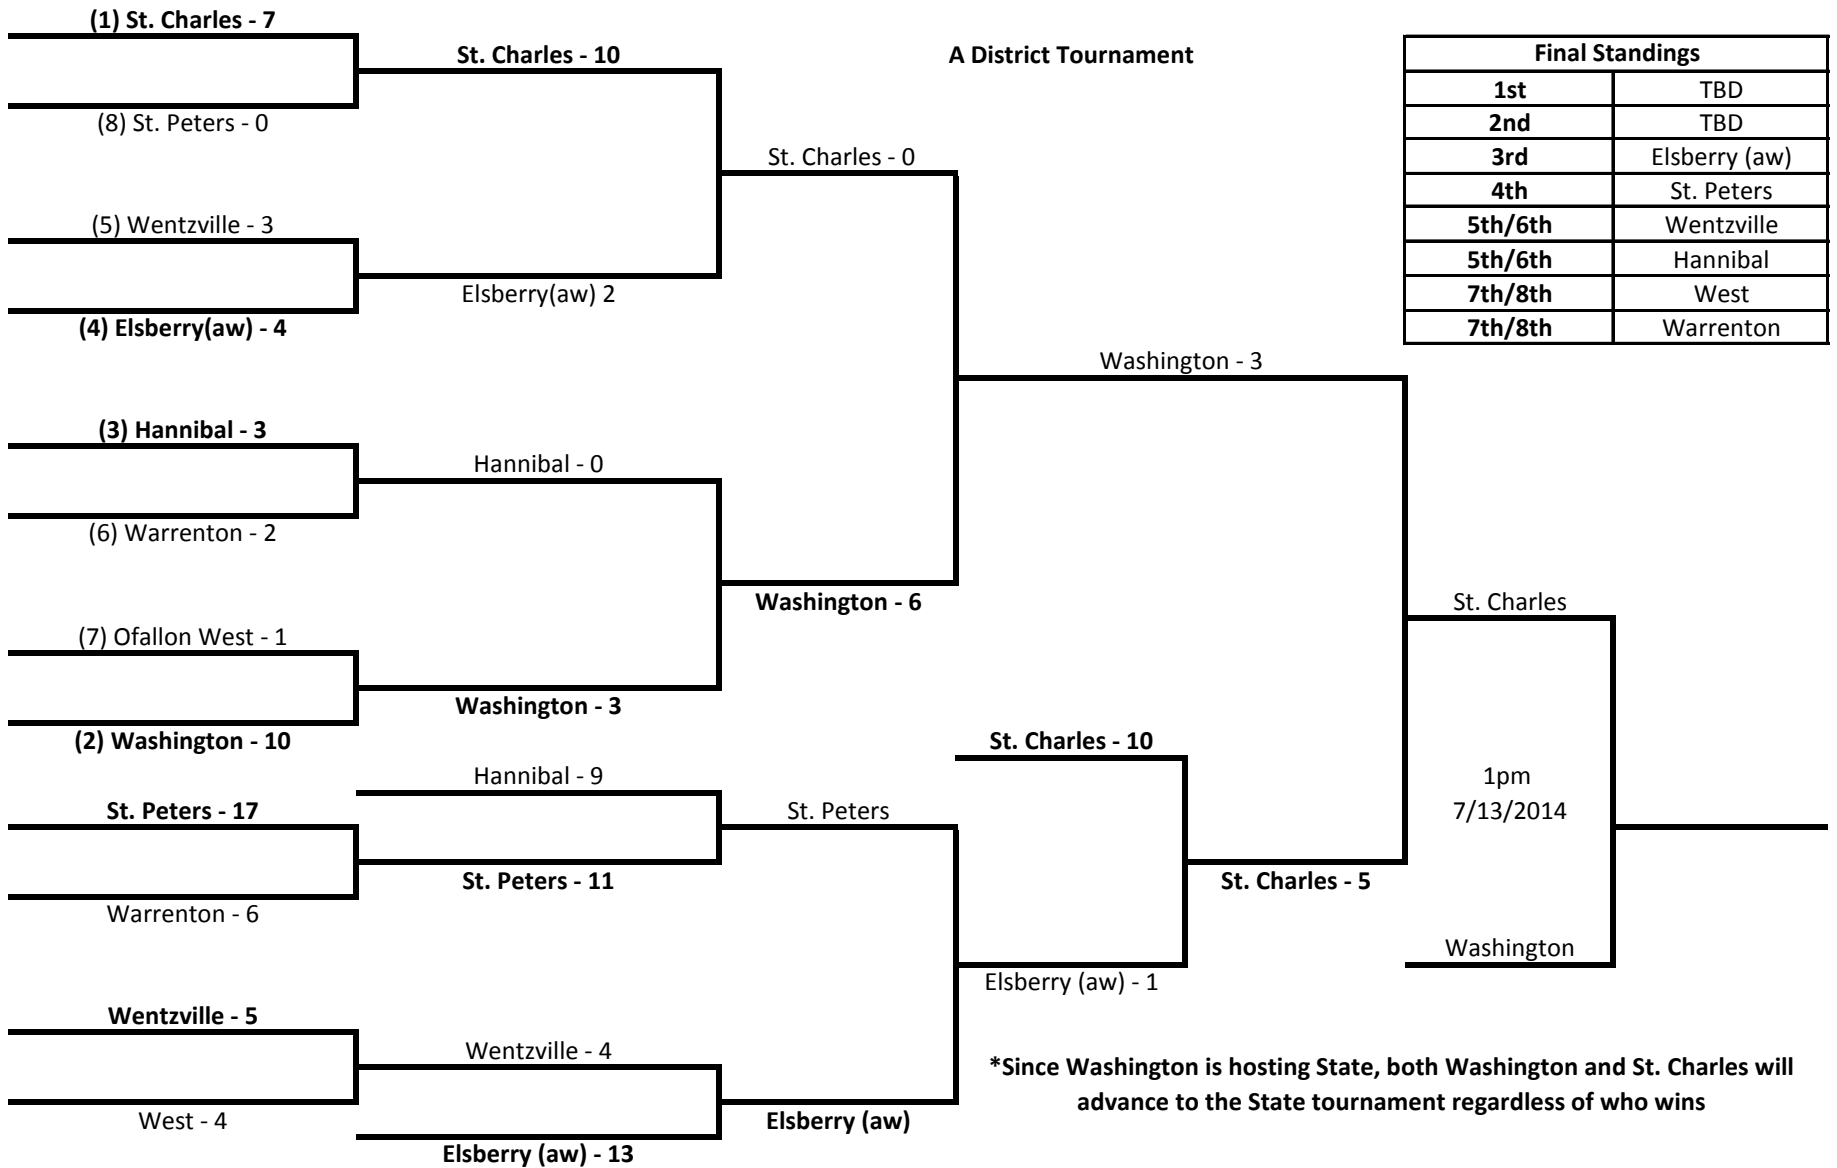 (1) St. Charles - 7
St. Charles - 10
A District Tournament
Final Standings
1st TBD
2nd TBD
3rd Elsberry (aw)
4th St. Peters
5th/6th Wentzville
5th/6th Hannibal
7th/8th West
7th/8th Warrenton
(8) St. Peters - 0
St. Charles - 0
(5) Wentzville - 3
Elsberry(aw) 2
(4) Elsberry(aw) - 4
Washington - 3
(3) Hannibal - 3
Hannibal - 0
(6) Warrenton - 2
Washington - 6
St. Charles
(7) Ofallon West - 1
Washington - 3
(2) Washington - 10
St. Charles - 10
Hannibal - 9
1pm
7/13/2014
St. Peters - 17
St. Peters
St. Peters - 11
St. Charles - 5
Warrenton - 6
Washington
Elsberry (aw) - 1
Wentzville - 5
Wentzville - 4
*Since Washington is hosting State, both Washington and St. Charles will
advance to the State tournament regardless of who wins
West - 4
Elsberry (aw)
Elsberry (aw) - 13